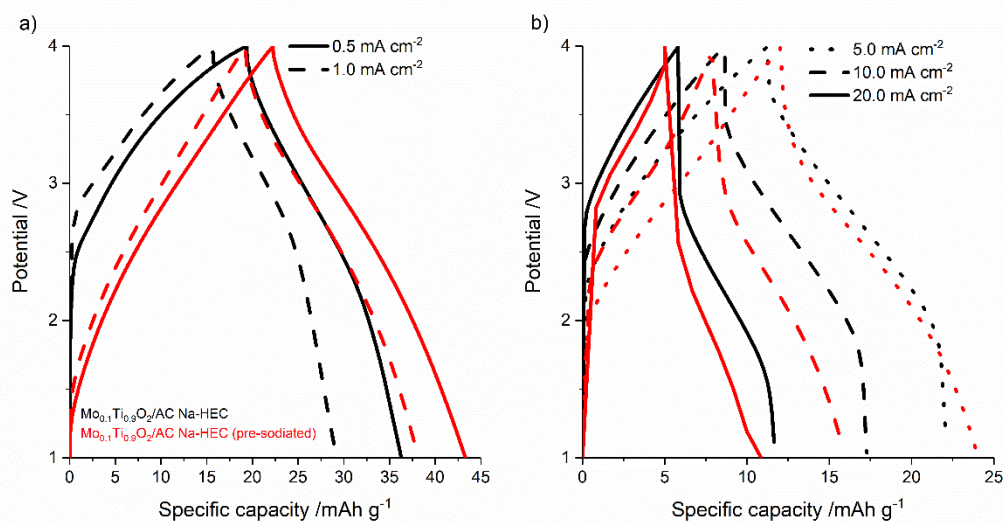 a)
4
3
2
1
Potential /V
0 5 10 15 20 25 30 35 40 45
Specific capacity /mAh g⁻¹
0.5 mA cm⁻²
1.0 mA cm⁻²
Mo₀.₁Ti₀.₉O₂/AC Na-HEC
Mo₀.₁Ti₀.₉O₂/AC Na-HEC (pre-sodiated)
b)
4
3
2
1
Potential /V
0 5 10 15 20 25
Specific capacity /mAh g⁻¹
5.0 mA cm⁻²
10.0 mA cm⁻²
20.0 mA cm⁻²